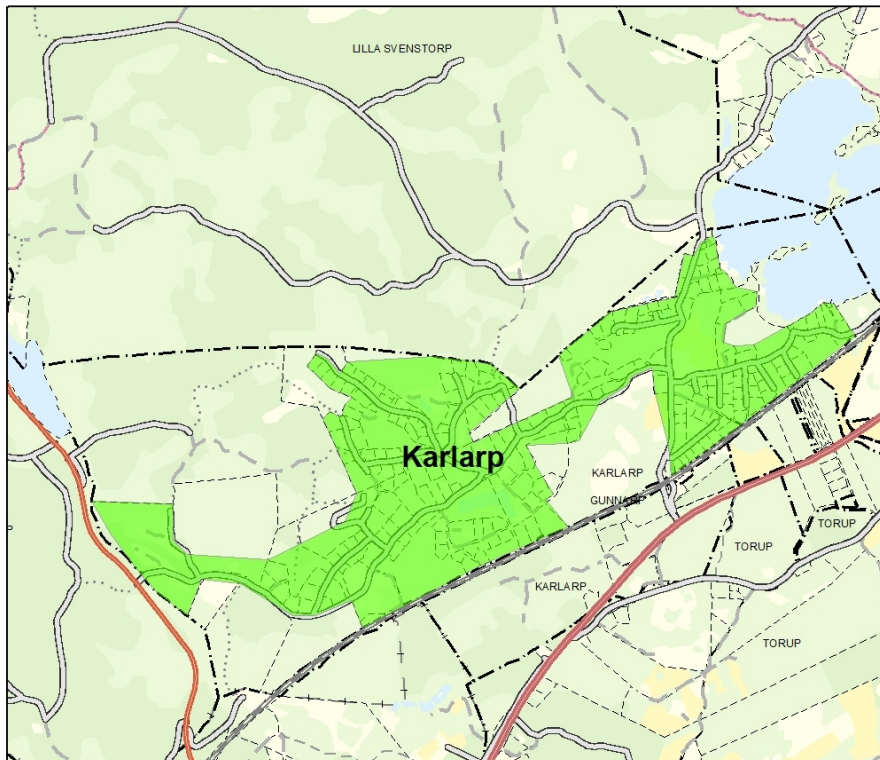 LILLA SVENSTORP
Karlarp
KARLARP
GUNNARP
TORUP
TORUP
KARLARP
TORUP